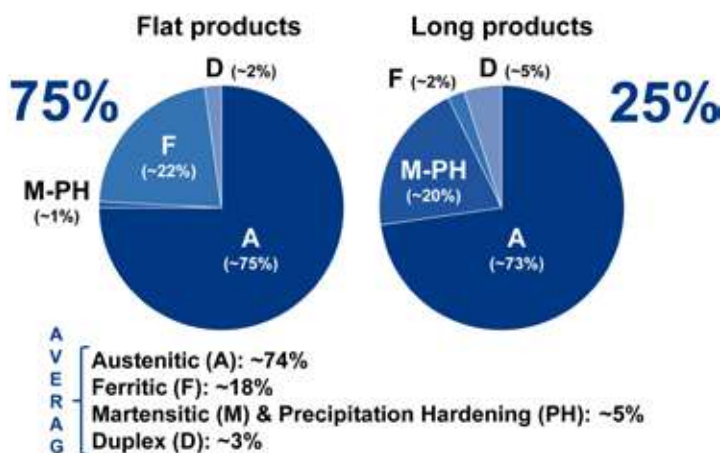 Flat products
Long products
75%
D (~2%)
F
(~22%)
M-PH
(~1%)
A
(~75%)
25%
F (~2%)
D (~5%)
M-PH
(~20%)
A
(~73%)
AVERAG
Austenitic (A): ~74%
Ferritic (F): ~18%
Martensitic (M) & Precipitation Hardening (PH): ~5%
Duplex (D): ~3%